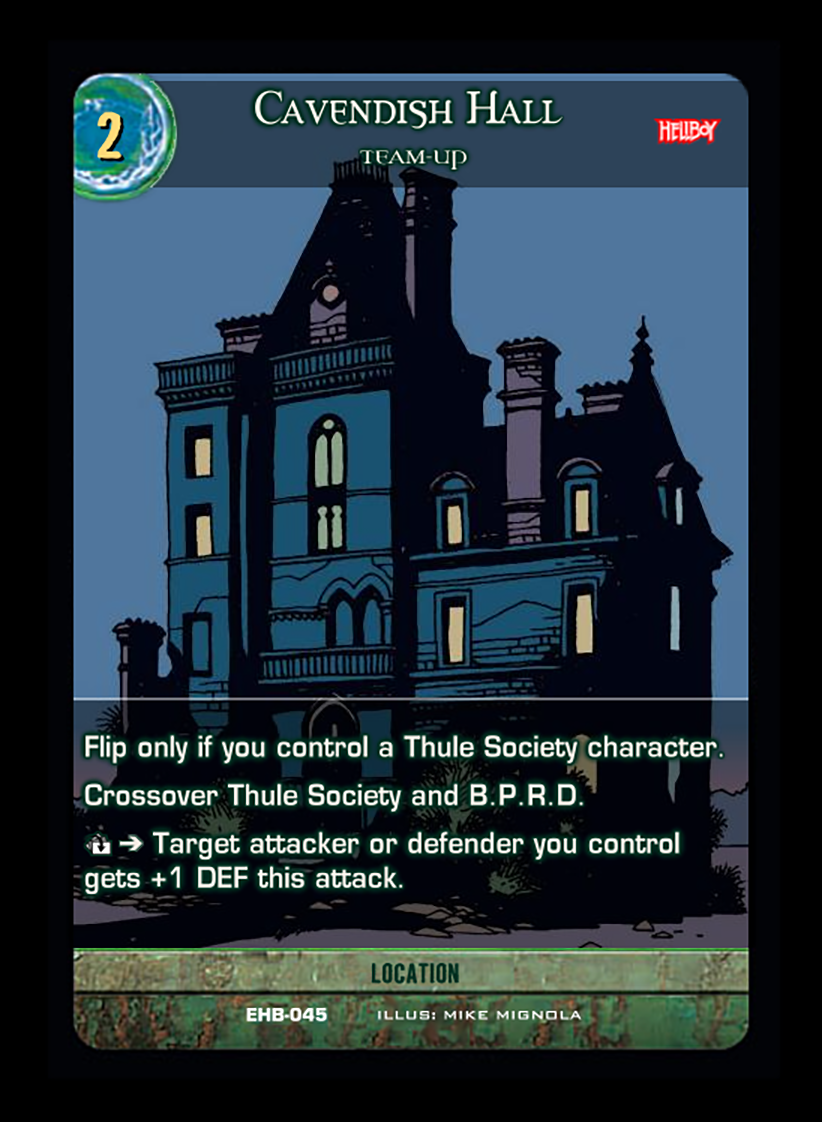 2
Cavendish Hall
Team-Up
HELLBOY
Flip only if you control a Thule Society character.
Crossover Thule Society and B.P.R.D.
➔ Target attacker or defender you control
gets +1 DEF this attack.
LOCATION
EHB-045 ILLUS: MIKE MIGNOLA